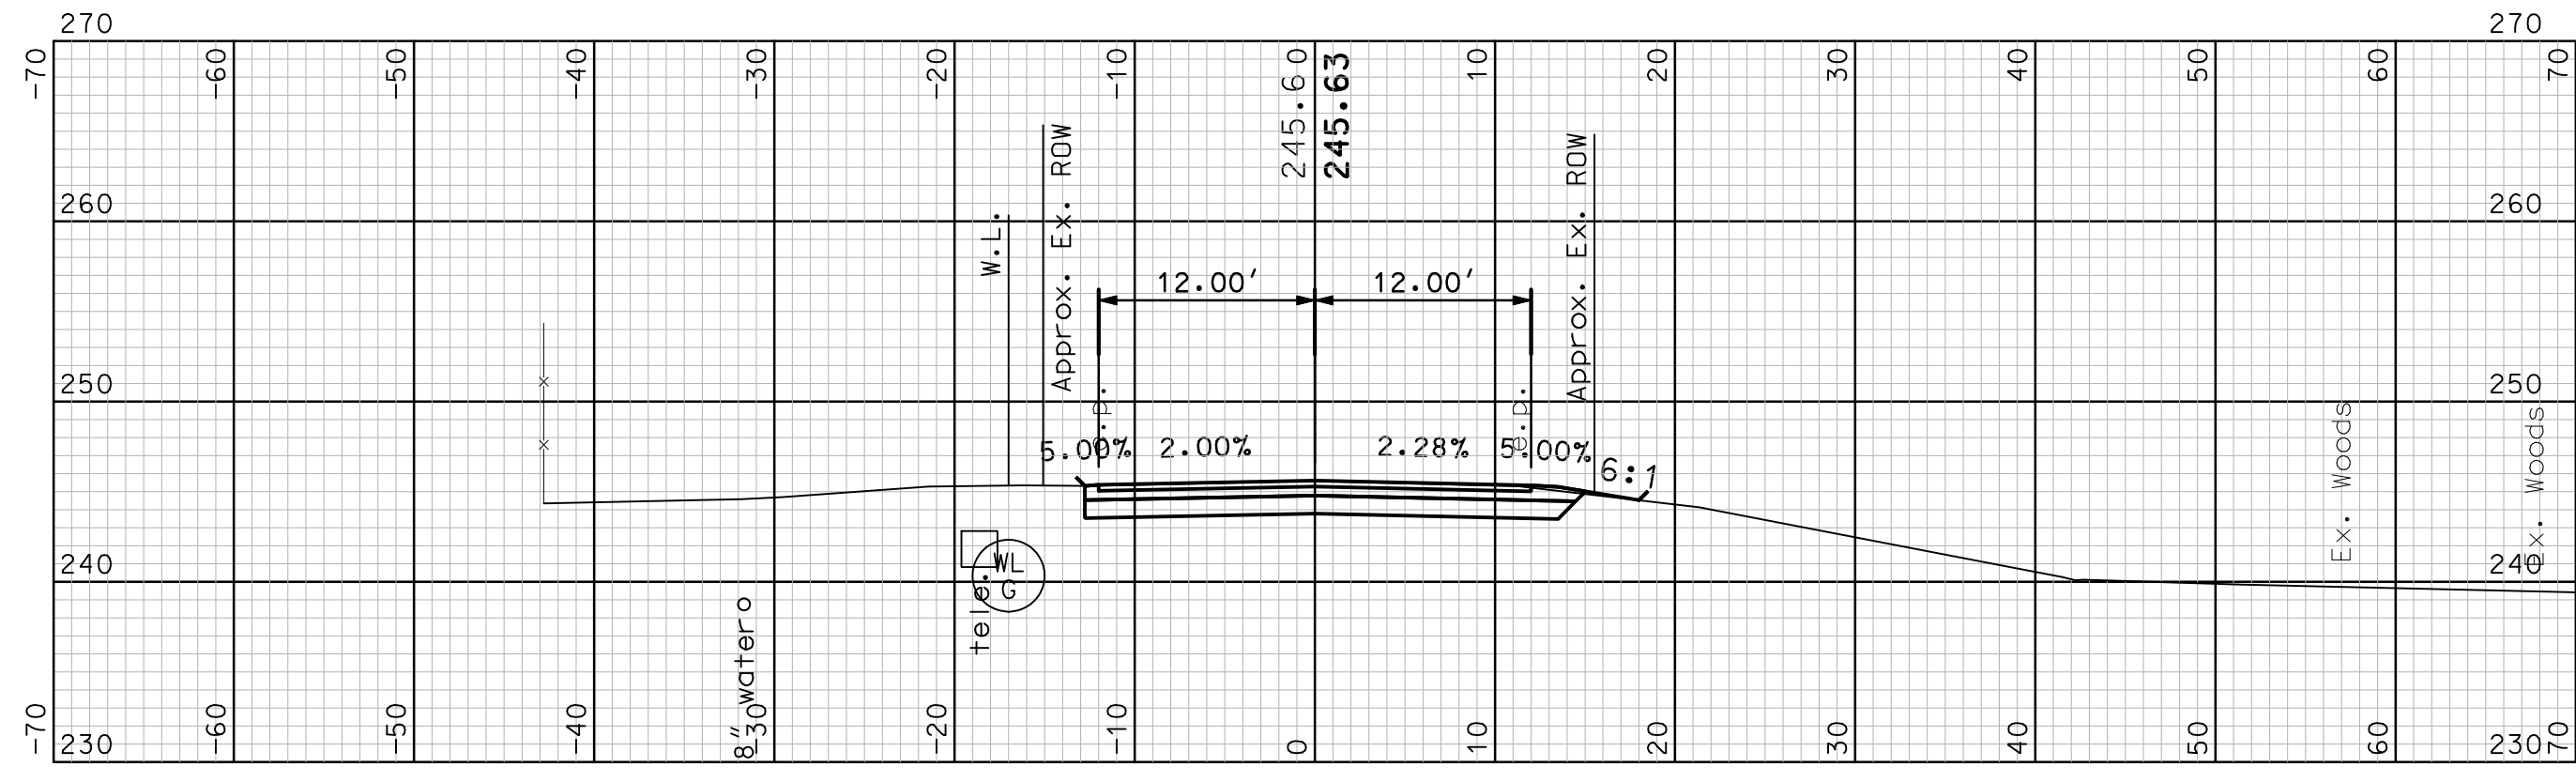 270 270
-70 -60 -50 -40 -30 -20 -10 0 10 20 30 40 50 60 70
245.60
245.63
W.L.
Approx. Ex. ROW
Approx. Ex. ROW
260 260
12.00' 12.00'
250 250
e.p.
e.p.
5.00% 2.00% 2.28% 5.00% 6:1
Ex. Woods
Ex. Woods
240 240
WL
G
tele.
8" water
230 230
-70 -60 -50 -40 -30 -20 -10 0 10 20 30 40 50 60 70